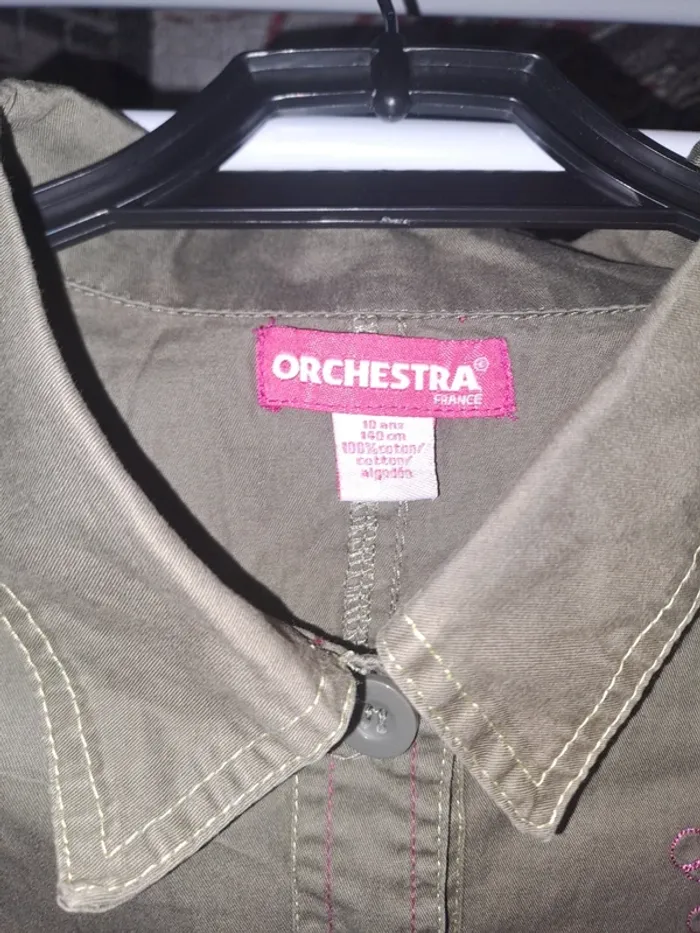 ORCHESTRA®
FRANCE
10 ans
140 cm
100%coton/
cotton/
algodón